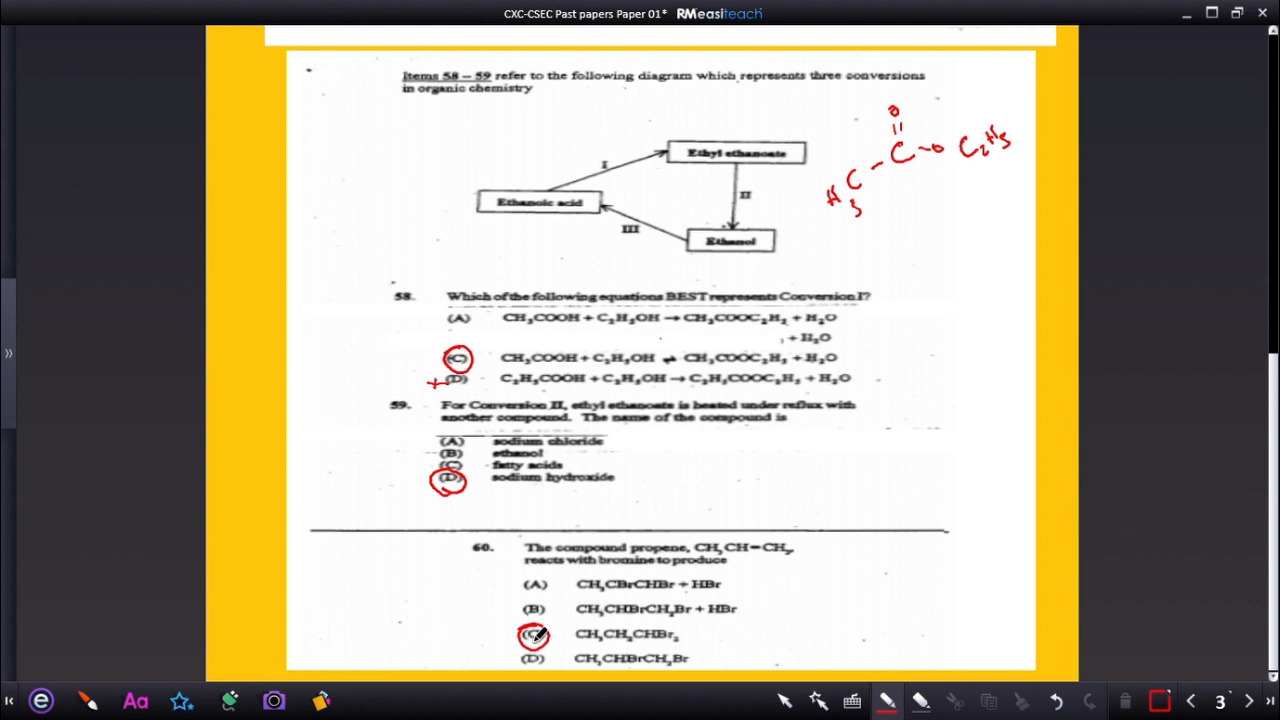 CXC-CSEC Past papers Paper 01* RMeasiteach
Items 58 – 59 refer to the following diagram which represents three conversions
in organic chemistry
O
Ethyl ethanoate
C – O C₂H₅
I
C
H₃
II
Ethanoic acid
III
Ethanol
58. Which of the following equations BEST represents Conversion I?
(A) CH₃COOH + C₂H₅OH → CH₃COOC₂H₅ + H₂O
+ H₂O
(C) CH₃COOH + C₂H₅OH ⇌ CH₃COOC₂H₅ + H₂O
x (D) C₂H₅COOH + C₂H₅OH → C₂H₅COOC₂H₅ + H₂O
59. For Conversion II, ethyl ethanoate is heated under reflux with
another compound. The name of the compound is
(A) sodium chloride
(B) ethanol
(C) fatty acids
(D) sodium hydroxide
60. The compound propene, CH₃CH=CH₂,
reacts with bromine to produce
(A) CH₃CBrCHBr + HBr
(B) CH₃CHBrCH₂Br + HBr
(C) CH₃CH₂CHBr₂
(D) CH₃CHBrCH₂Br
Aa
3